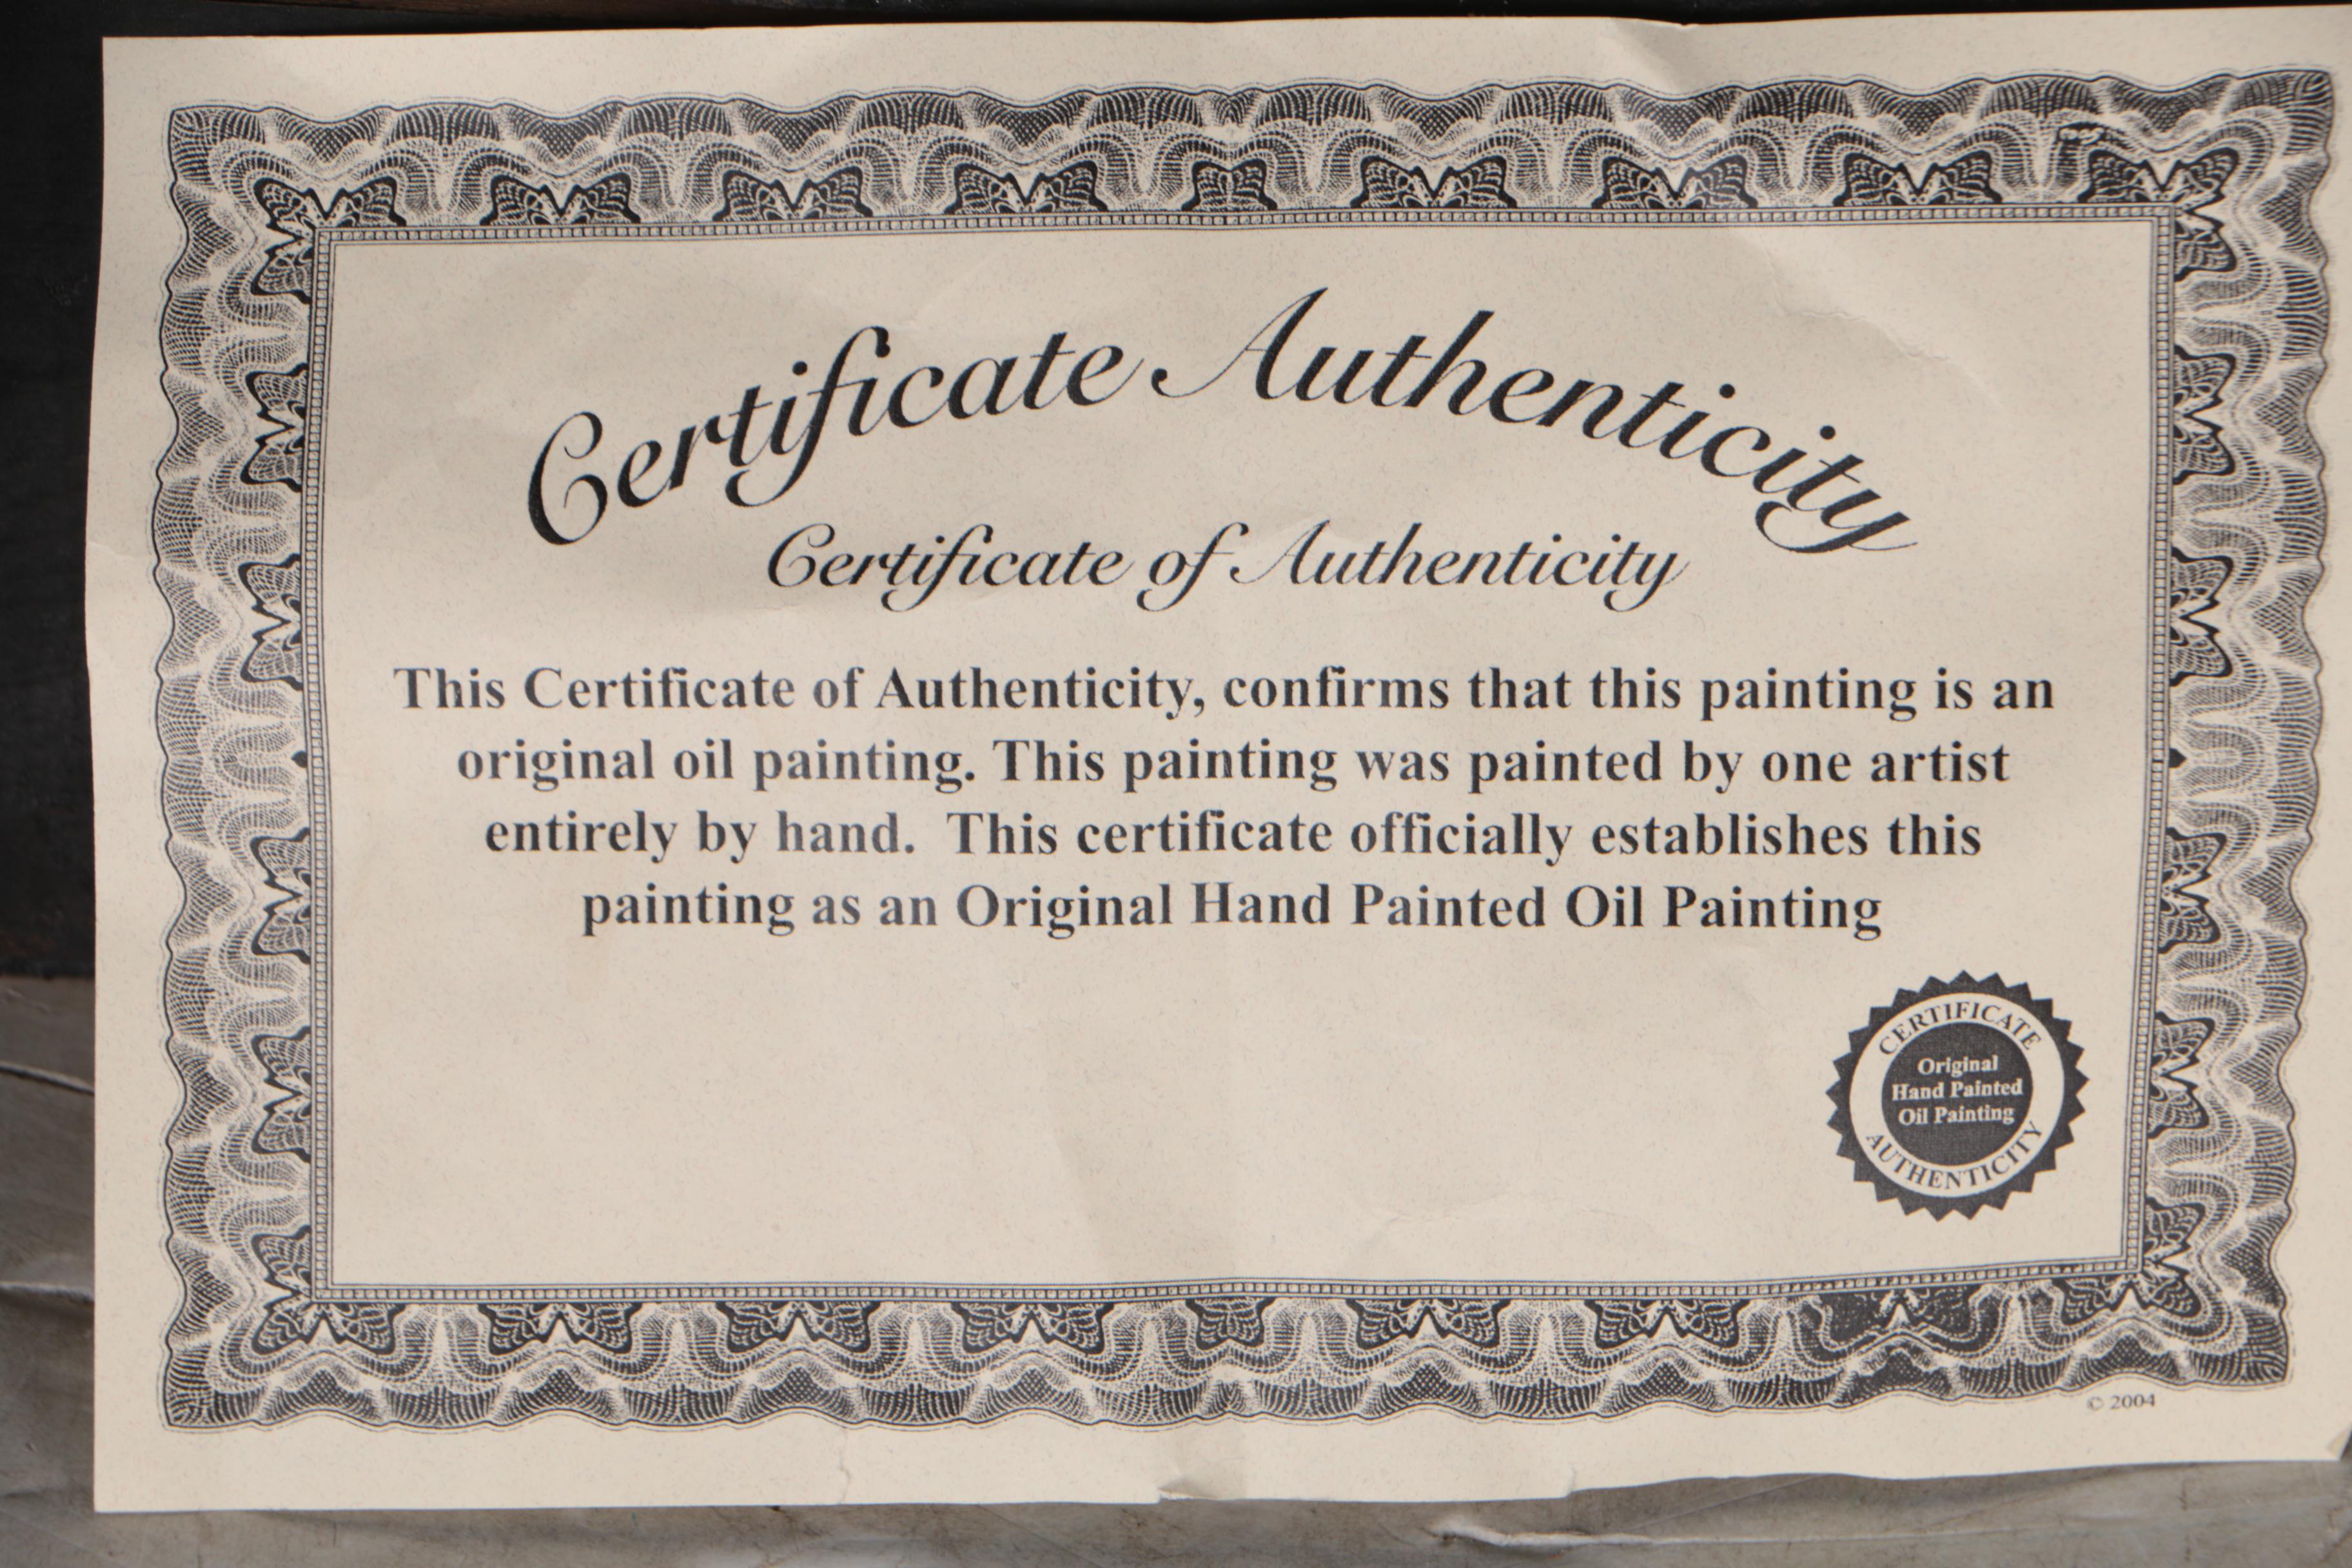 Certificate Authenticity
Certificate of Authenticity
This Certificate of Authenticity, confirms that this painting is an
original oil painting. This painting was painted by one artist
entirely by hand.  This certificate officially establishes this
painting as an Original Hand Painted Oil Painting
CERTIFICATE
Original
Hand Painted
Oil Painting
AUTHENTICITY
© 2004